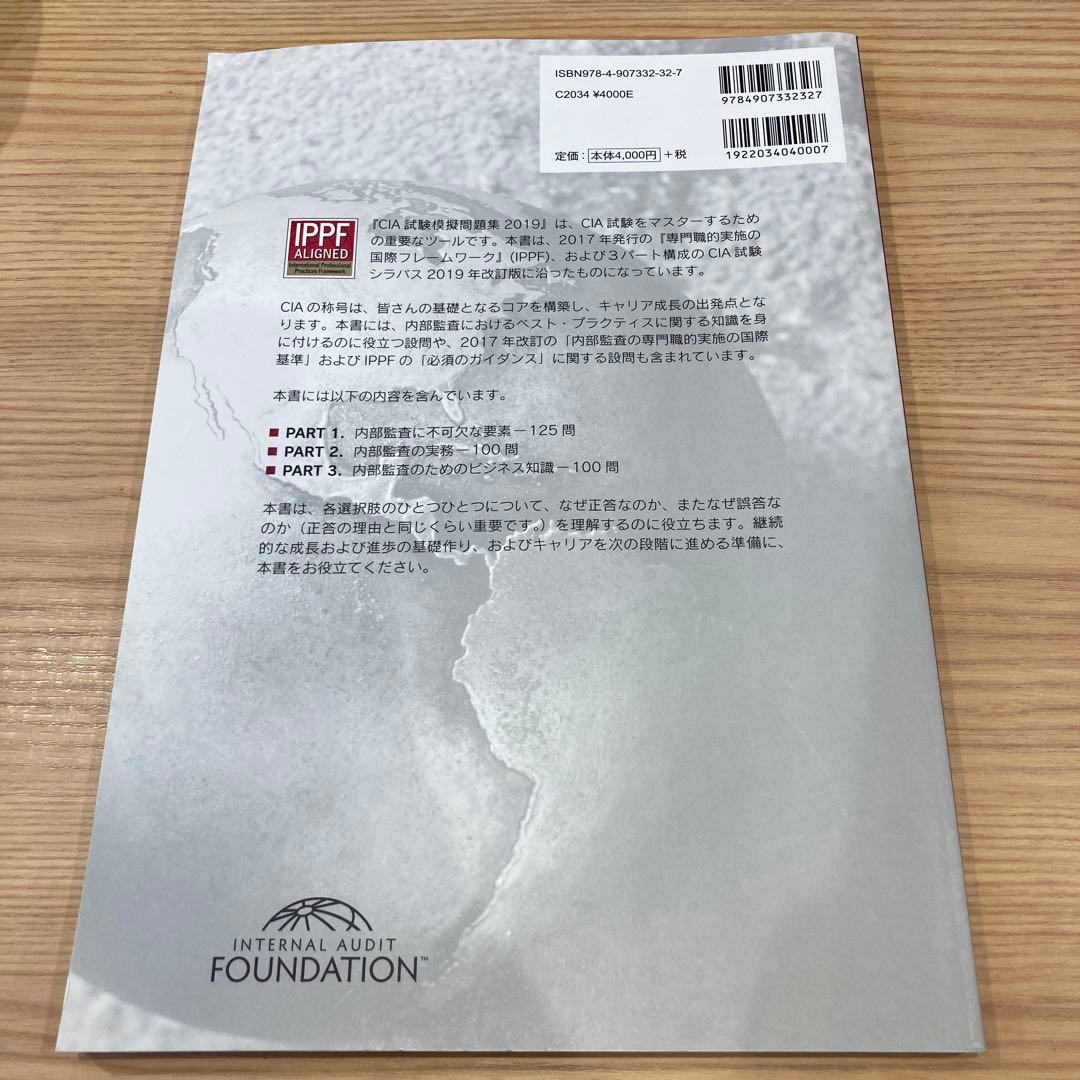 ISBN978-4-907332-32-7
C2034 ¥4000E
9784907332327
定価：本体4,000円＋税
1922034040007
IPPF
ALIGNED
International Professional
Practices Framework
『CIA 試験模擬問題集 2019』は、CIA 試験をマスターするため
の重要なツールです。本書は、2017 年発行の『専門職的実施の
国際フレームワーク』(IPPF)、および３パート構成の CIA 試験
シラバス 2019 年改訂版に沿ったものになっています。
CIA の称号は、皆さんの基礎となるコアを構築し、キャリア成長の出発点とな
ります。本書には、内部監査におけるベスト・プラクティスに関する知識を身
に付けるのに役立つ設問や、2017 年改訂の「内部監査の専門職的実施の国際
基準」および IPPF の「必須のガイダンス」に関する設問も含まれています。
本書には以下の内容を含んでいます。
■ PART 1. 内部監査に不可欠な要素－125 問
■ PART 2. 内部監査の実務－100 問
■ PART 3. 内部監査のためのビジネス知識－100 問
本書は、各選択肢のひとつひとつについて、なぜ正答なのか、またなぜ誤答な
のか（正答の理由と同じくらい重要です。）を理解するのに役立ちます。継続
的な成長および進歩の基礎作り、およびキャリアを次の段階に進める準備に、
本書をお役立てください。
INTERNAL AUDIT
FOUNDATION™